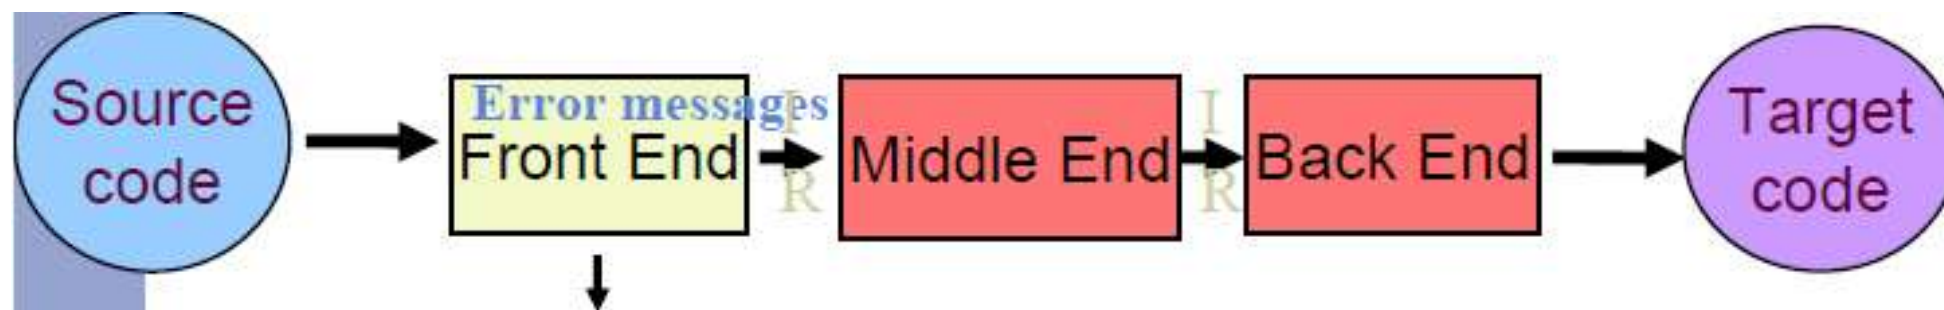 Source
code
Error messages
Front End
I
R
Middle End
I
R
Back End
Target
code